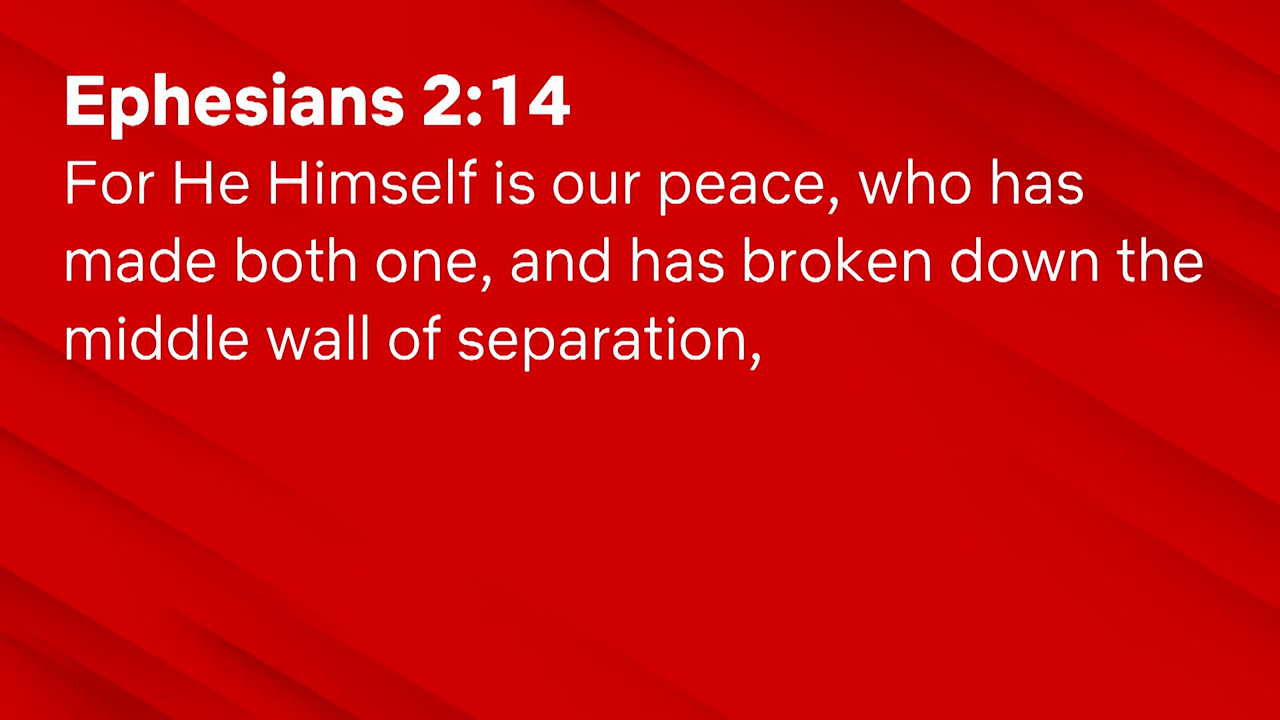 Ephesians 2:14
For He Himself is our peace, who has
made both one, and has broken down the
middle wall of separation,